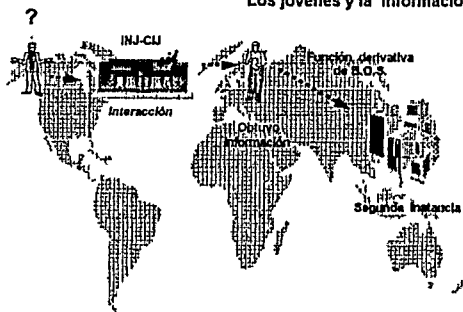 Los jóvenes y la información
?
INJ-CIJ
Interacción
Función derivativa
de B.O.S.
Obtuvo
información
Segunda Instancia